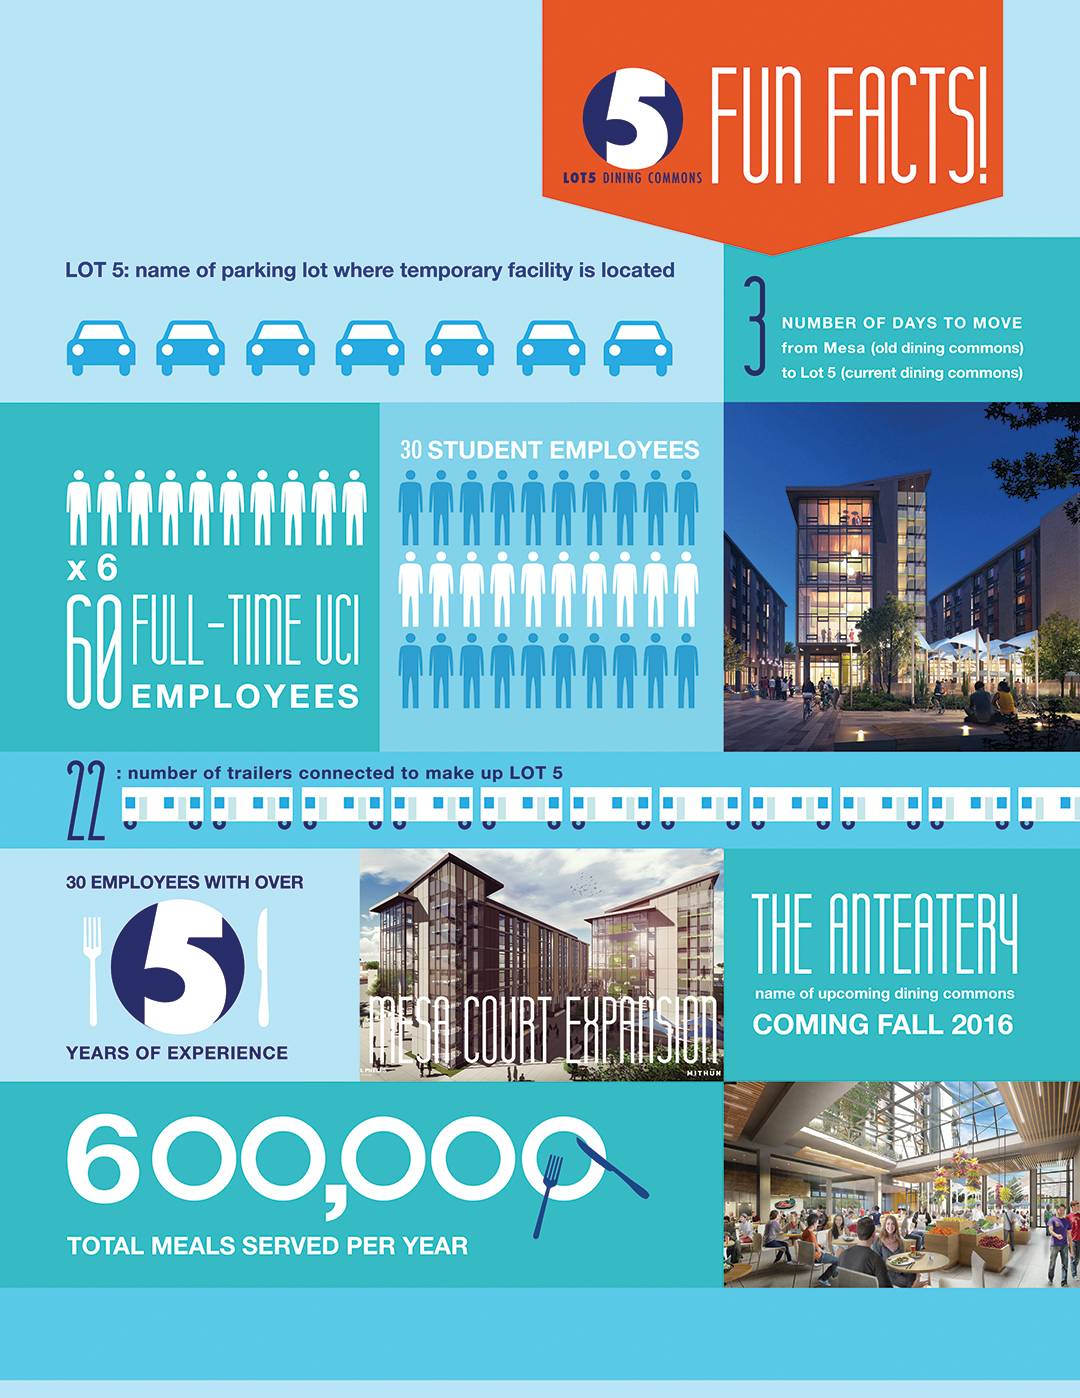 5
LOT5 DINING COMMONS
FUN FACTS!
LOT 5: name of parking lot where temporary facility is located
3
NUMBER OF DAYS TO MOVE
from Mesa (old dining commons)
to Lot 5 (current dining commons)
x 6
60 FULL-TIME UCI
EMPLOYEES
30 STUDENT EMPLOYEES
22 : number of trailers connected to make up LOT 5
30 EMPLOYEES WITH OVER
5
YEARS OF EXPERIENCE
MESA COURT EXPANSION
MITHUN
THE ANTEATERY
name of upcoming dining commons
COMING FALL 2016
600,000
TOTAL MEALS SERVED PER YEAR